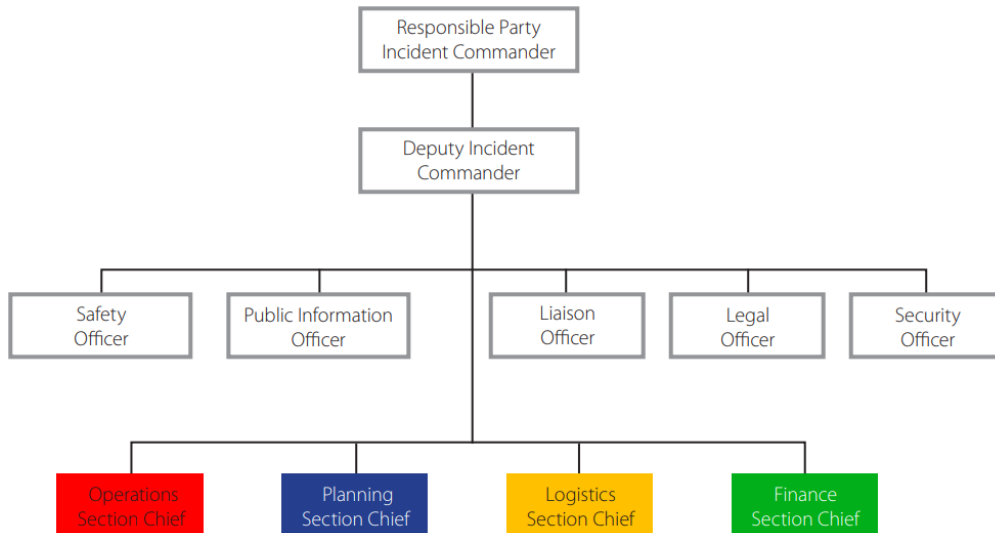 Responsible Party
Incident Commander
Deputy Incident
Commander
Safety
Officer
Public Information
Officer
Liaison
Officer
Legal
Officer
Security
Officer
Operations
Section Chief
Planning
Section Chief
Logistics
Section Chief
Finance
Section Chief